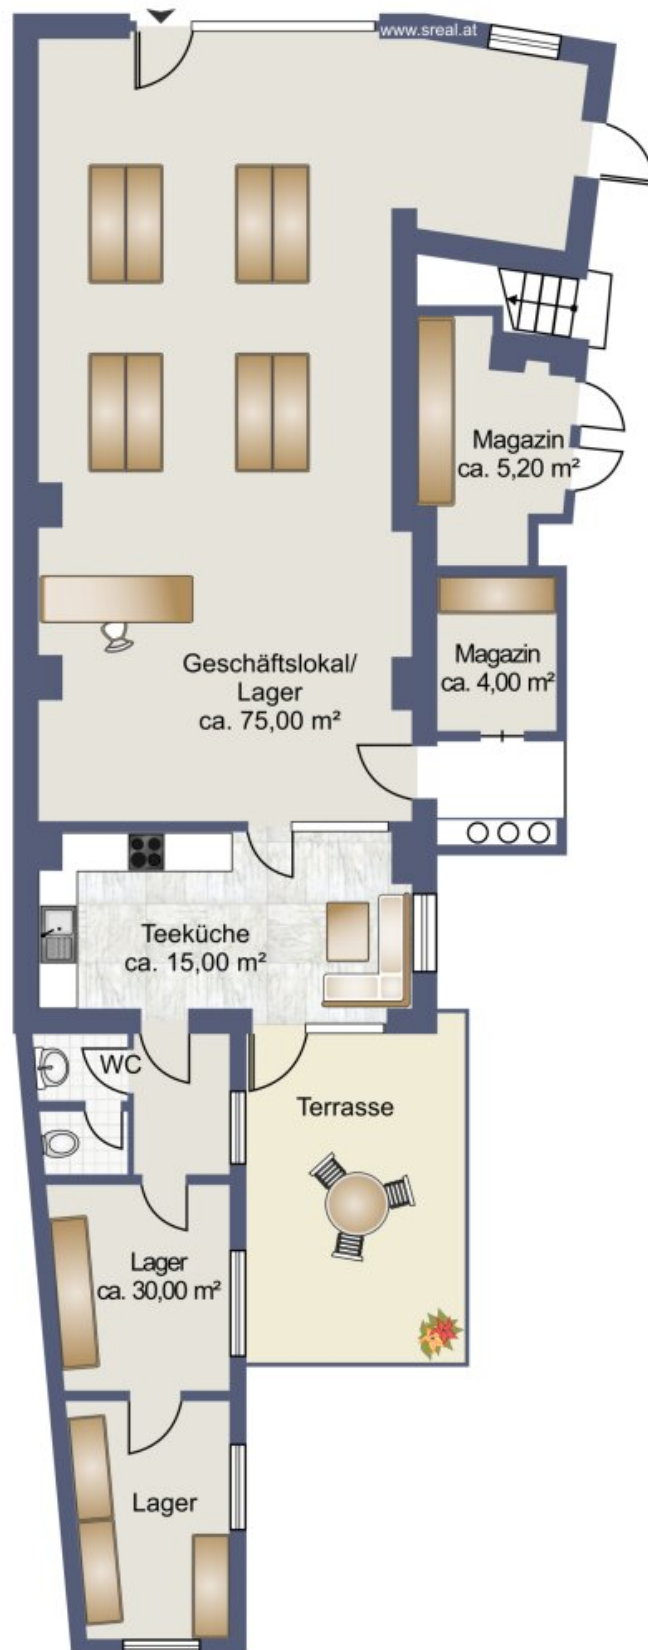 www.sreal.at
Magazin
ca. 5,20 m²
Magazin
ca. 4,00 m²
Geschäftslokal/
Lager
ca. 75,00 m²
Teeküche
ca. 15,00 m²
WC
Terrasse
Lager
ca. 30,00 m²
Lager